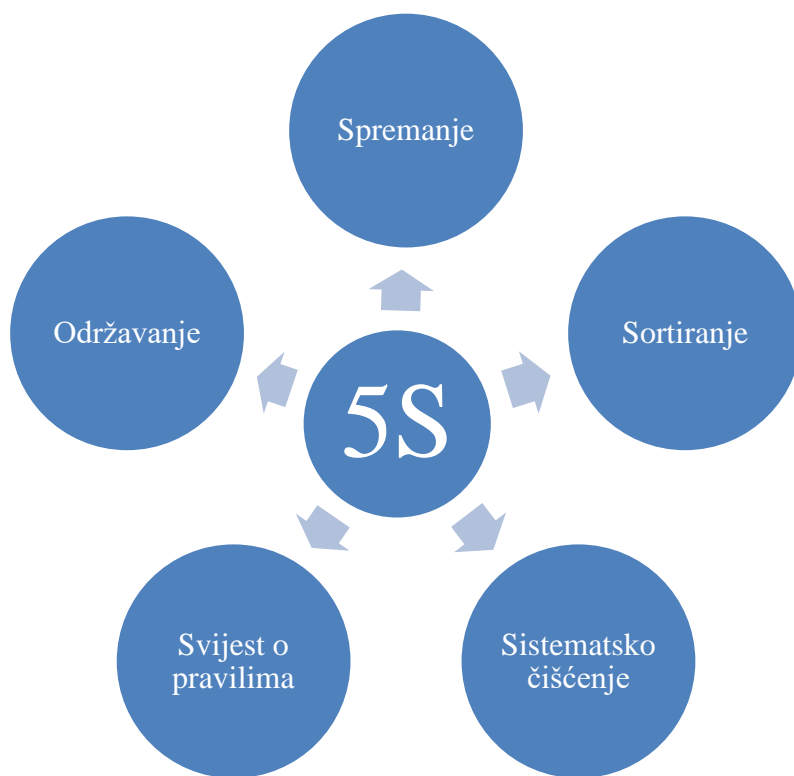 Spremanje
Održavanje
Sortiranje
5S
Svijest o
pravilima
Sistematsko
čišćenje